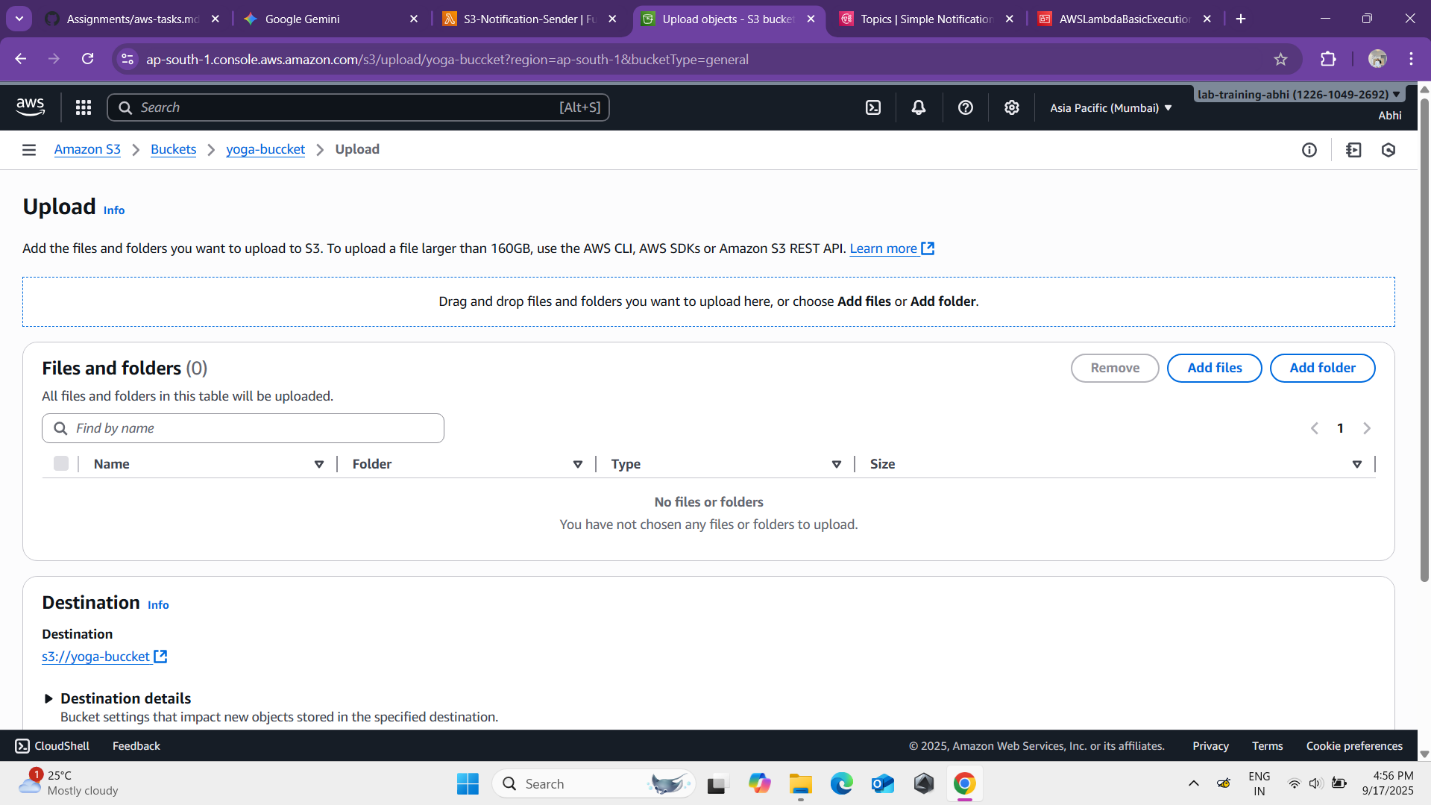 Assignments/aws-tasks.md
Google Gemini
S3-Notification-Sender | Fu
Upload objects - S3 bucket
Topics | Simple Notification
AWSLambdaBasicExecution
ap-south-1.console.aws.amazon.com/s3/upload/yoga-buccket?region=ap-south-1&bucketType=general
aws
Search [Alt+S]
Asia Pacific (Mumbai)
lab-training-abhi (1226-1049-2692)
Abhi
Amazon S3 > Buckets > yoga-buccket > Upload
Upload Info
Add the files and folders you want to upload to S3. To upload a file larger than 160GB, use the AWS CLI, AWS SDKs or Amazon S3 REST API. Learn more
Drag and drop files and folders you want to upload here, or choose Add files or Add folder.
Files and folders (0)
Remove Add files Add folder
All files and folders in this table will be uploaded.
Find by name
1
Name Folder Type Size
No files or folders
You have not chosen any files or folders to upload.
Destination Info
Destination
s3://yoga-buccket
Destination details
Bucket settings that impact new objects stored in the specified destination.
CloudShell Feedback © 2025, Amazon Web Services, Inc. or its affiliates. Privacy Terms Cookie preferences
1
25°C
Mostly cloudy
Search
ENG
IN
4:56 PM
9/17/2025